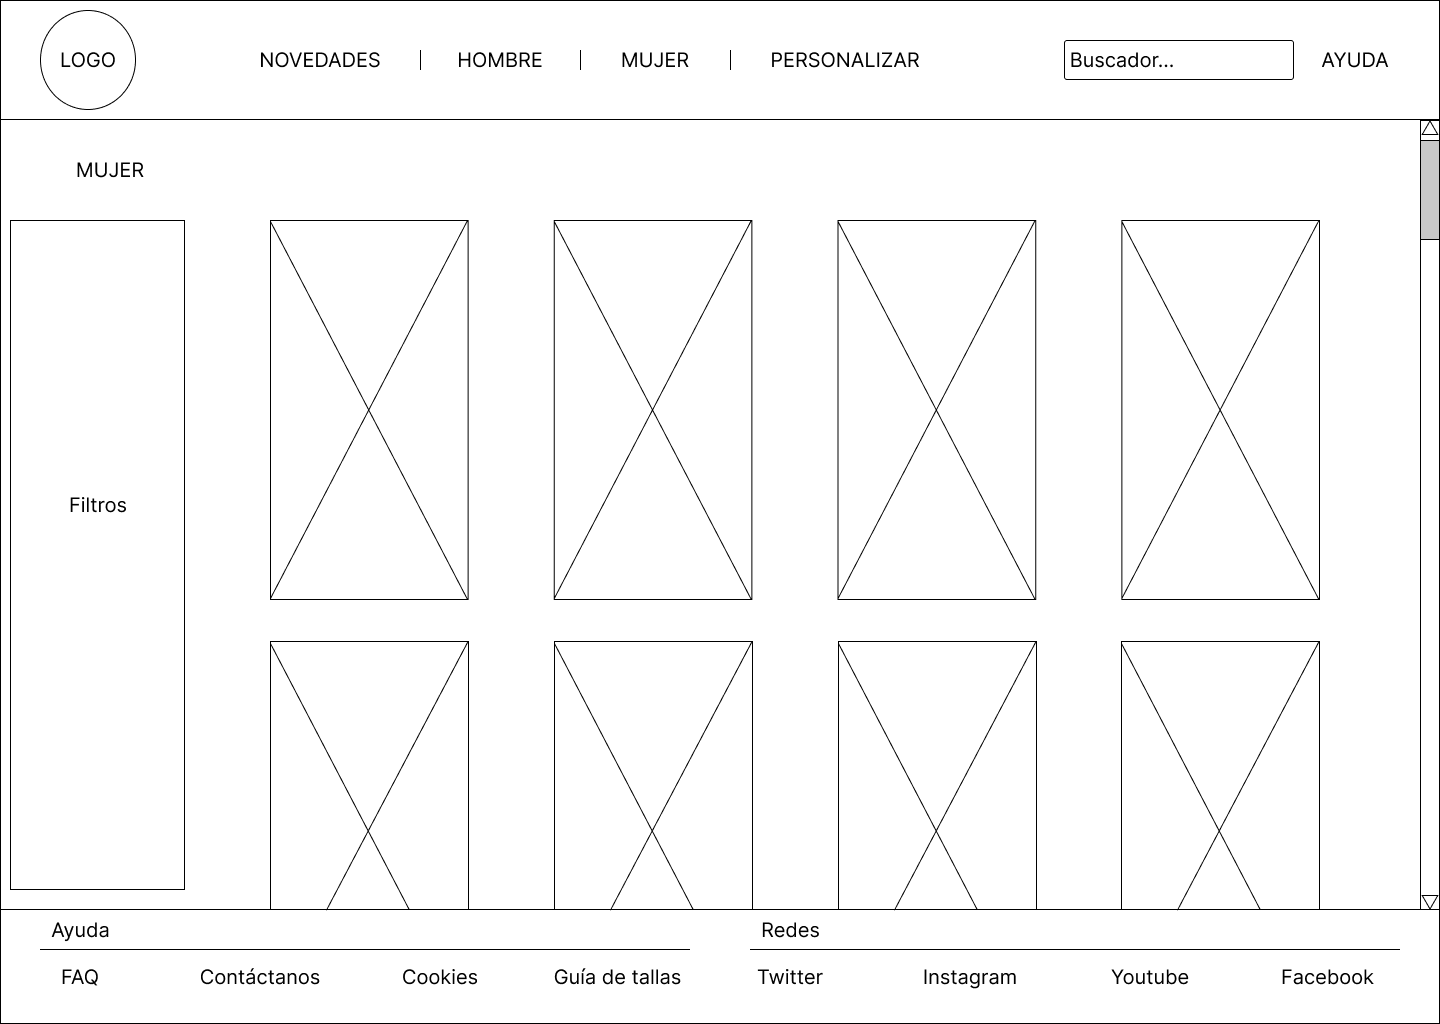 LOGO
NOVEDADES
HOMBRE
MUJER
PERSONALIZAR
Buscador...
AYUDA
MUJER
Filtros
Ayuda
FAQ
Contáctanos
Cookies
Guía de tallas
Redes
Twitter
Instagram
Youtube
Facebook